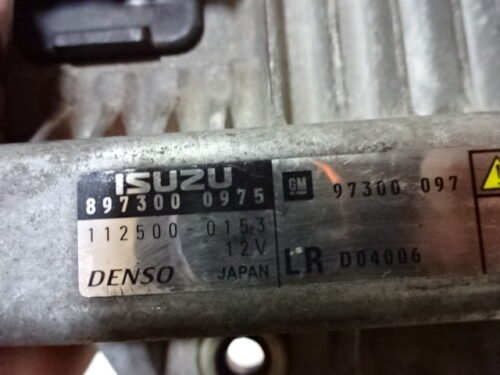 ISUZU
897300 0975
112500-0153
12V
DENSO JAPAN
GM 97300 097
LR D04006